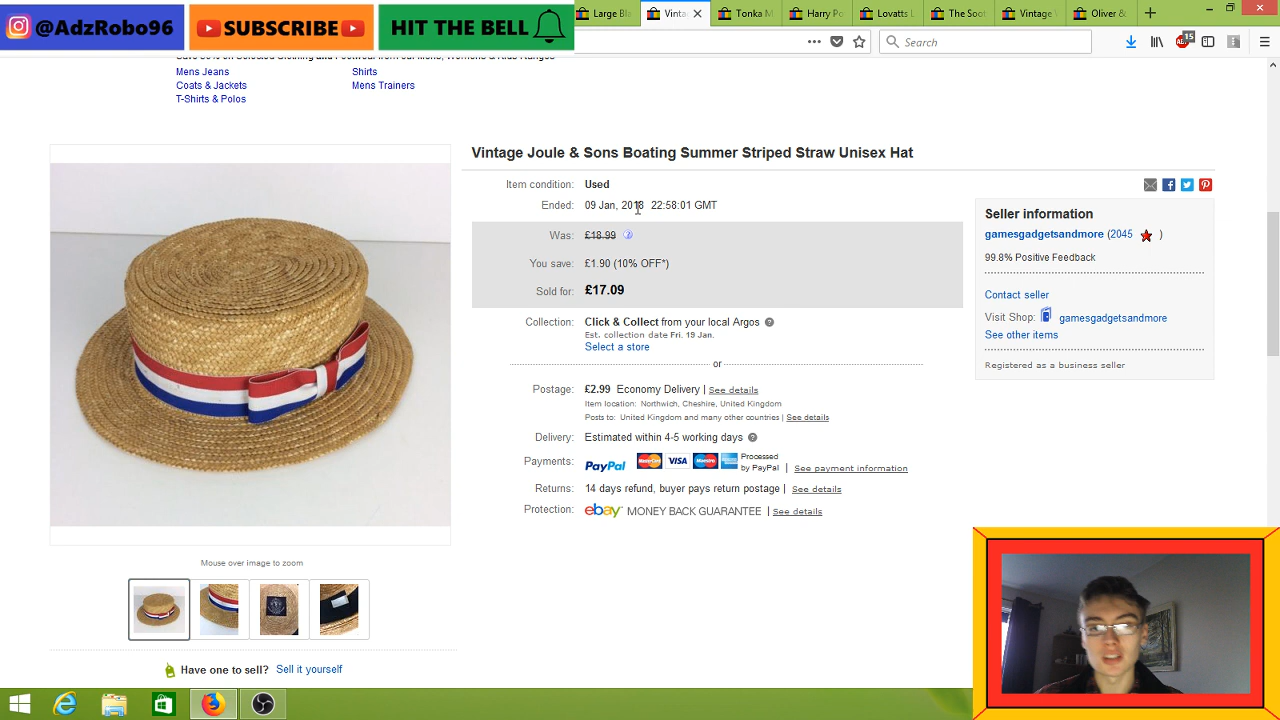 @AdzRobo96
SUBSCRIBE
HIT THE BELL
Large Bla
Vinta
Tonka M
Harry Po
Lovatts L
The Soot
Vintage V
Oliver &
Search
15
Mens Jeans
Shirts
Coats & Jackets
Mens Trainers
T-Shirts & Polos
Vintage Joule & Sons Boating Summer Striped Straw Unisex Hat
Item condition: Used
Ended: 09 Jan, 2018 22:58:01 GMT
Was: £18.99
You save: £1.90 (10% OFF*)
Sold for: £17.09
Collection: Click & Collect from your local Argos
Est. collection date Fri. 19 Jan.
Select a store
or
Postage: £2.99 Economy Delivery | See details
Item location: Northwich, Cheshire, United Kingdom
Posts to: United Kingdom and many other countries | See details
Delivery: Estimated within 4-5 working days
Payments: PayPal MasterCard VISA Maestro Processed by PayPal | See payment information
Returns: 14 days refund, buyer pays return postage | See details
Protection: ebay MONEY BACK GUARANTEE | See details
Seller information
gamesgadgetsandmore (2045 )
99.8% Positive Feedback
Contact seller
Visit Shop: gamesgadgetsandmore
See other items
Registered as a business seller
Mouse over image to zoom
Have one to sell? Sell it yourself